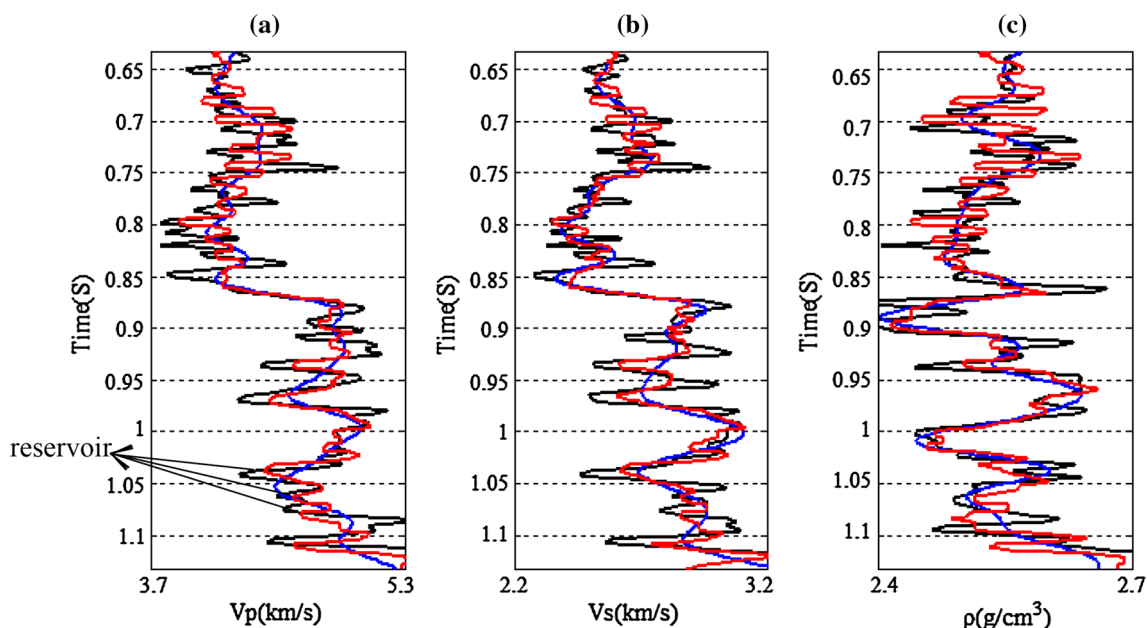 (a) (b) (c)
0.65 0.65 0.65
0.7 0.7 0.7
0.75 0.75 0.75
0.8 0.8 0.8
0.85 0.85 0.85
Time(S) Time(S) Time(S)
0.9 0.9 0.9
0.95 0.95 0.95
1 1 1
reservoir
1.05 1.05 1.05
1.1 1.1 1.1
3.7 5.3 2.2 3.2 2.4 2.7
Vp(km/s) Vs(km/s) ρ(g/cm³)